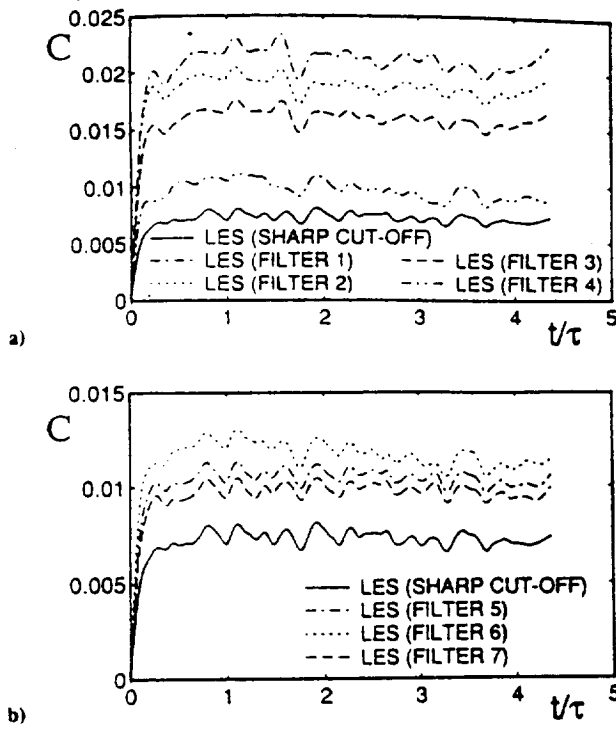 C
0.025
0.02
0.015
0.01
0.005
0
LES (SHARP CUT-OFF)
LES (FILTER 1)
LES (FILTER 2)
LES (FILTER 3)
LES (FILTER 4)
0 1 2 3 4 5
t/τ
a)
C
0.015
0.01
0.005
0
LES (SHARP CUT-OFF)
LES (FILTER 5)
LES (FILTER 6)
LES (FILTER 7)
0 1 2 3 4 5
t/τ
b)